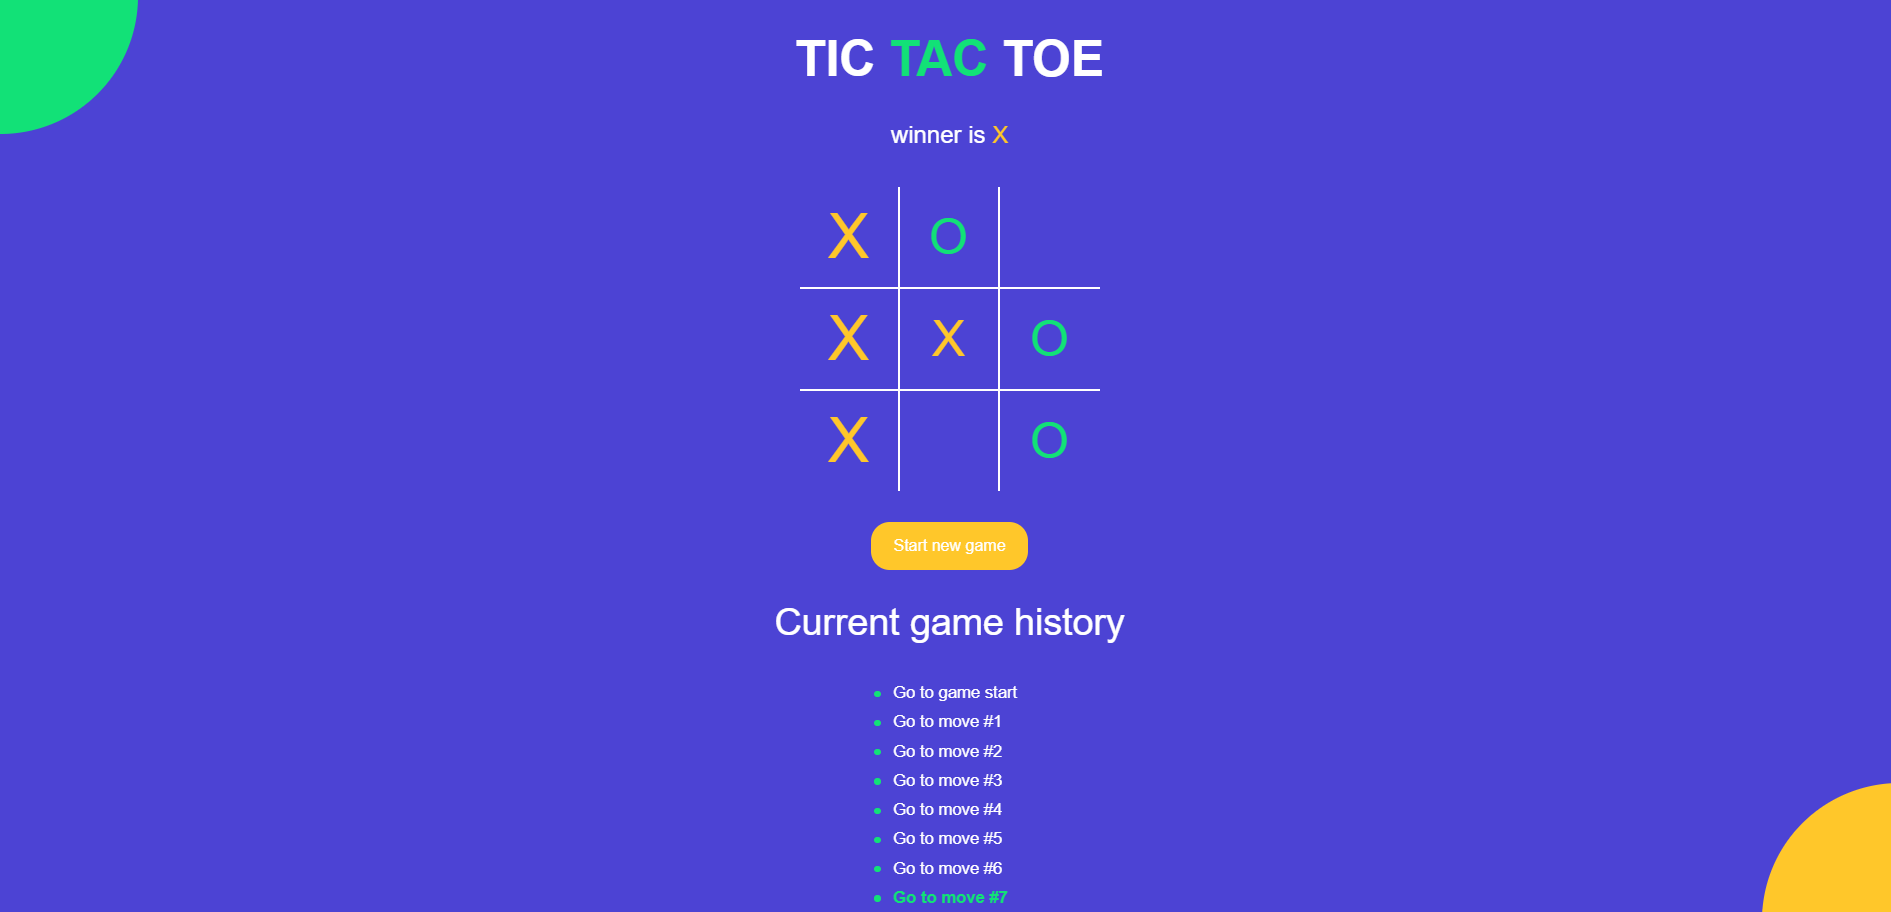 TIC TAC TOE
winner is X
X O
X X O
X O
Start new game
Current game history
Go to game start
Go to move #1
Go to move #2
Go to move #3
Go to move #4
Go to move #5
Go to move #6
Go to move #7